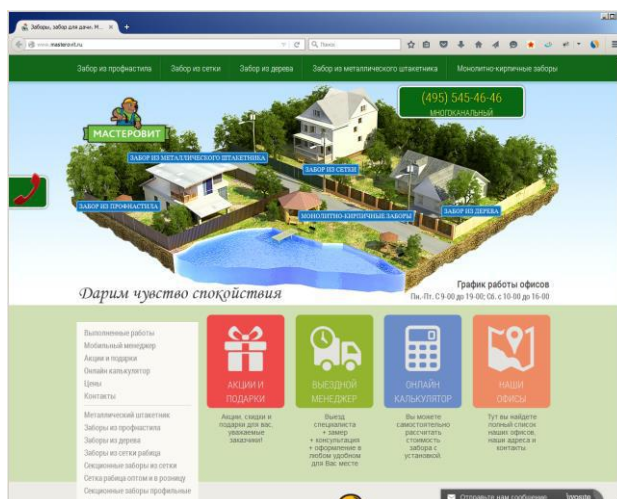 Заборы, забор для дачи. М...
www.masterovit.ru
Поиск
Забор из профнастила Забор из сетки Забор из дерева Забор из металлического штакетника Монолитно-кирпичные заборы
(495) 545-46-46
МНОГОКАНАЛЬНЫЙ
МАСТЕРОВИТ
ЗАБОР ИЗ МЕТАЛЛИЧЕСКОГО ШТАКЕТНИКА
ЗАБОР ИЗ СЕТКИ
ЗАБОР ИЗ ПРОФНАСТИЛА
МОНОЛИТНО-КИРПИЧНЫЕ ЗАБОРЫ
ЗАБОР ИЗ ДЕРЕВА
Дарим чувство спокойствия
График работы офисов
Пн.-Пт. С 9-00 до 19-00; Сб. с 10-00 до 16-00
Выполненные работы
Мобильный менеджер
Акции и подарки
Онлайн калькулятор
Цены
Контакты
Металлический штакетник
Заборы из профнастила
Заборы из дерева
Заборы из сетки рабица
Секционные заборы из сетки
Сетка рабица оптом и в розницу
Секционные заборы профильные
АКЦИИ И
ПОДАРКИ
Акции, скидки и
подарки для вас,
уважаемые
заказчики!
ВЫЕЗДНОЙ
МЕНЕДЖЕР
Выезд
специалиста
+ замер
+ консультация
+ оформление в
любом удобном
для Вас месте
ОНЛАЙН
КАЛЬКУЛЯТОР
Вы можете
самостоятельно
рассчитать
стоимость
забора с
установкой.
НАШИ
ОФИСЫ
Тут вы найдете
полный список
наших офисов,
наши адреса и
контакты.
Отправьте нам сообщение